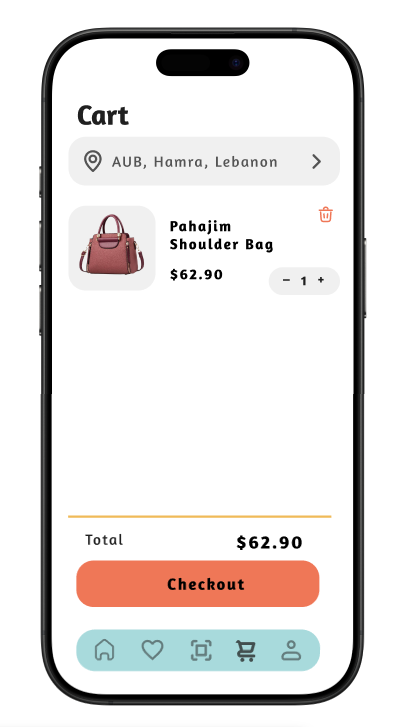 Cart
AUB, Hamra, Lebanon
Pahajim
Shoulder Bag
$62.90
- 1 +
Total
$62.90
Checkout